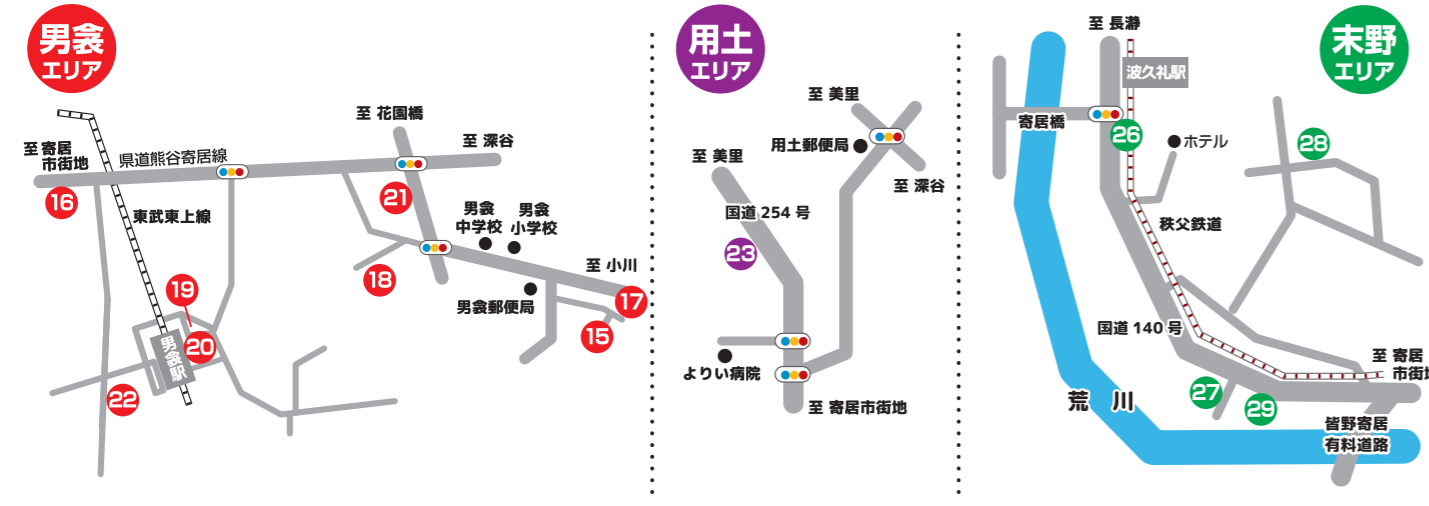 男衾
エリア
至 花園橋
至 深谷
至 寄居
市街地
県道熊谷寄居線
16
東武東上線
21
男衾
中学校
男衾
小学校
至 小川
18
男衾郵便局
17
19
15
20
男衾駅
22
用土
エリア
至 美里
用土郵便局
至 美里
至 深谷
国道 254 号
23
よりい病院
至 寄居市街地
末野
エリア
至 長瀞
波久礼駅
寄居橋
26
ホテル
28
秩父鉄道
国道 140 号
至 寄居
市街地
27
29
荒 川
皆野寄居
有料道路